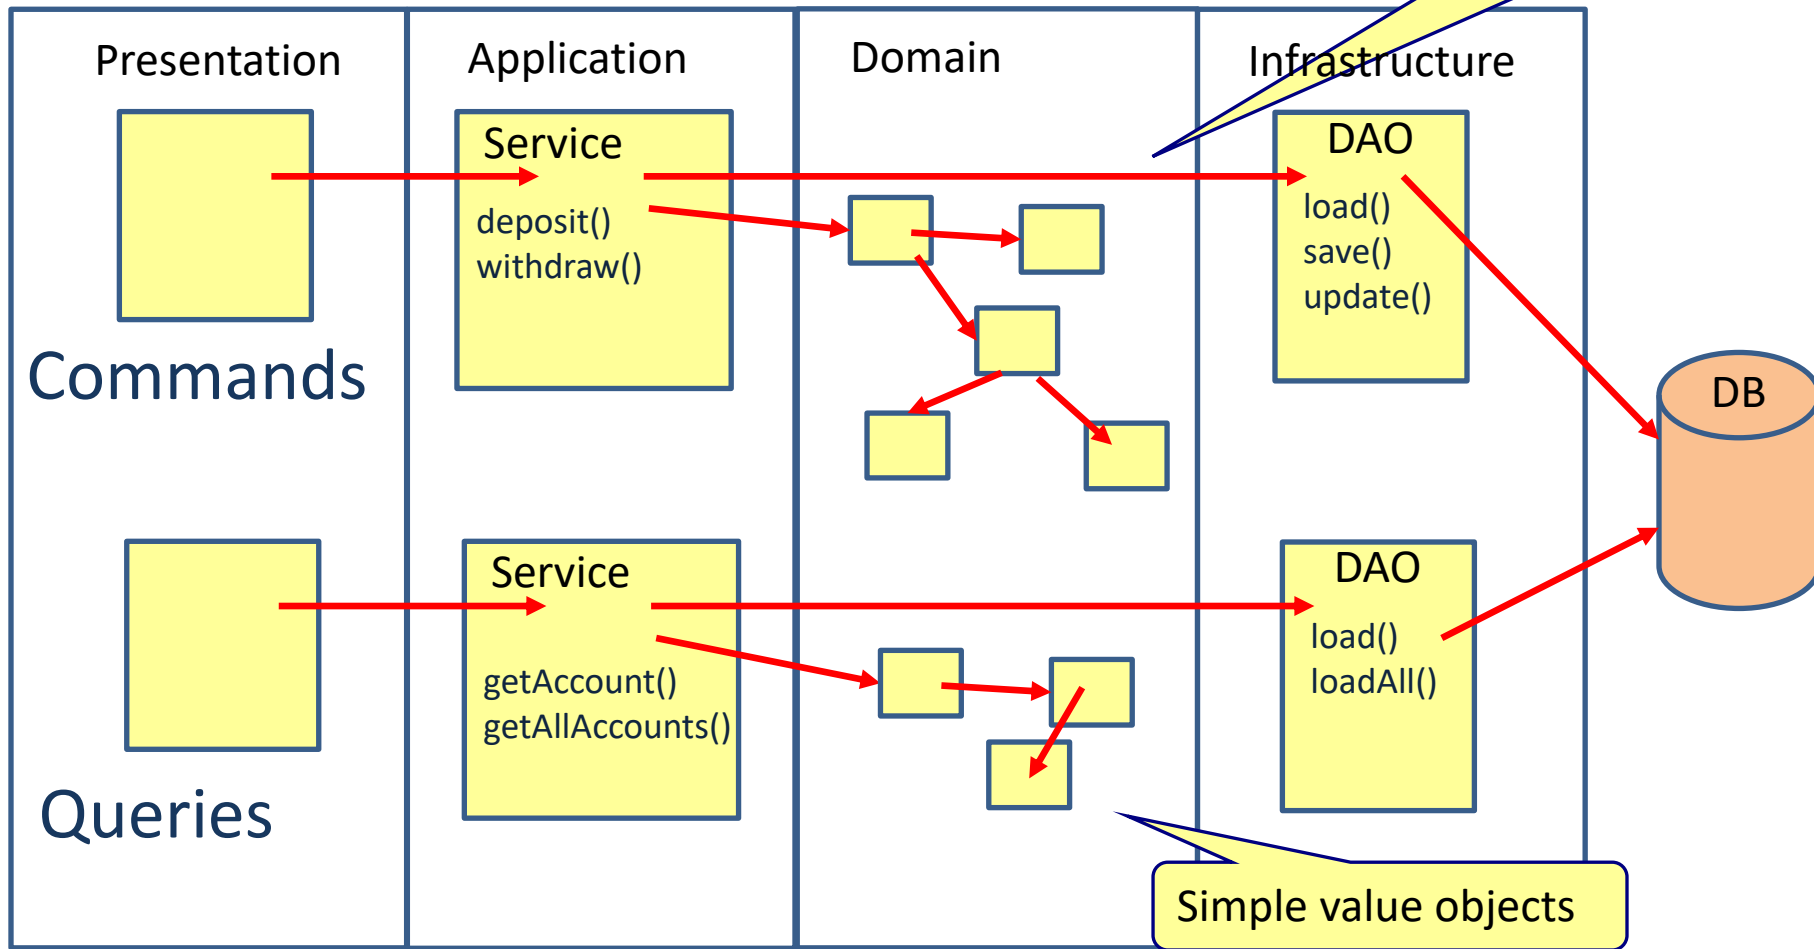 Presentation
Application
Domain
Infrastructure
Service
deposit()
withdraw()
DAO
load()
save()
update()
Commands
DB
Service
getAccount()
getAllAccounts()
DAO
load()
loadAll()
Queries
Simple value objects